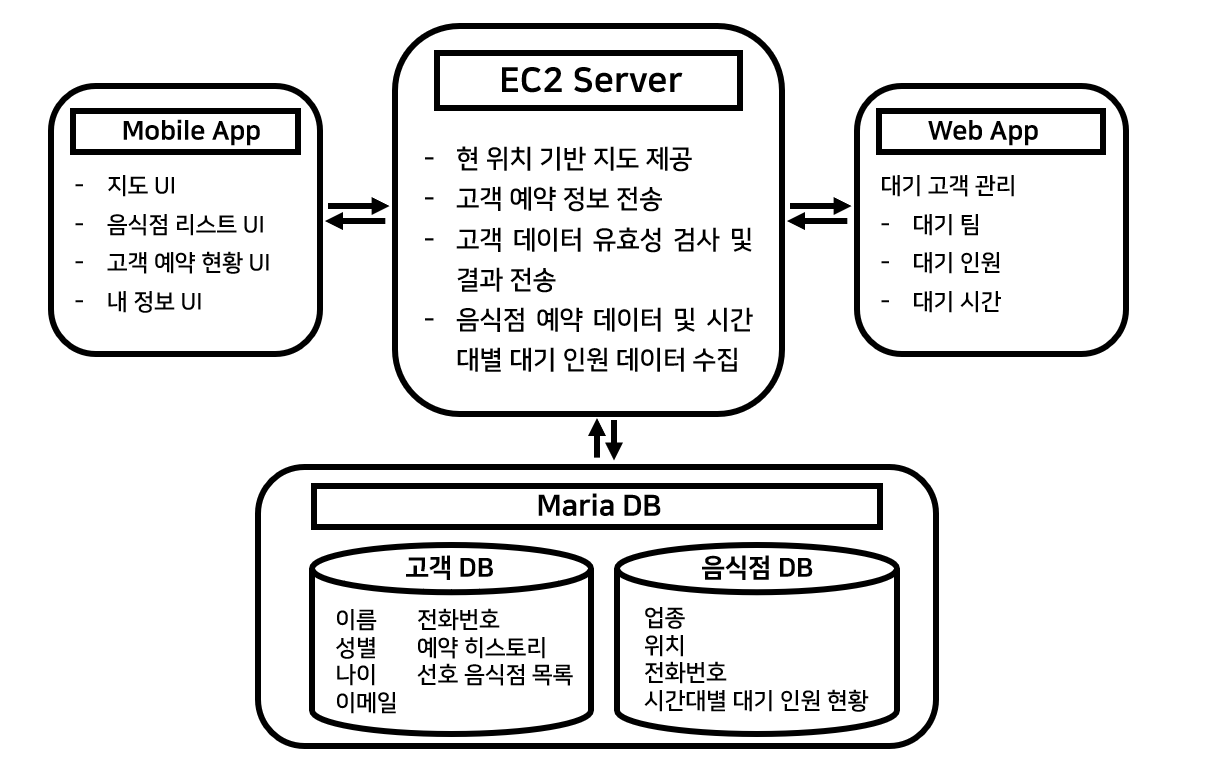 Mobile App
- 지도 UI
- 음식점 리스트 UI
- 고객 예약 현황 UI
- 내 정보 UI
EC2 Server
- 현 위치 기반 지도 제공
- 고객 예약 정보 전송
- 고객 데이터 유효성 검사 및
결과 전송
- 음식점 예약 데이터 및 시간
대별 대기 인원 데이터 수집
Web App
대기 고객 관리
- 대기 팀
- 대기 인원
- 대기 시간
Maria DB
고객 DB
이름 전화번호
성별 예약 히스토리
나이 선호 음식점 목록
이메일
음식점 DB
업종
위치
전화번호
시간대별 대기 인원 현황